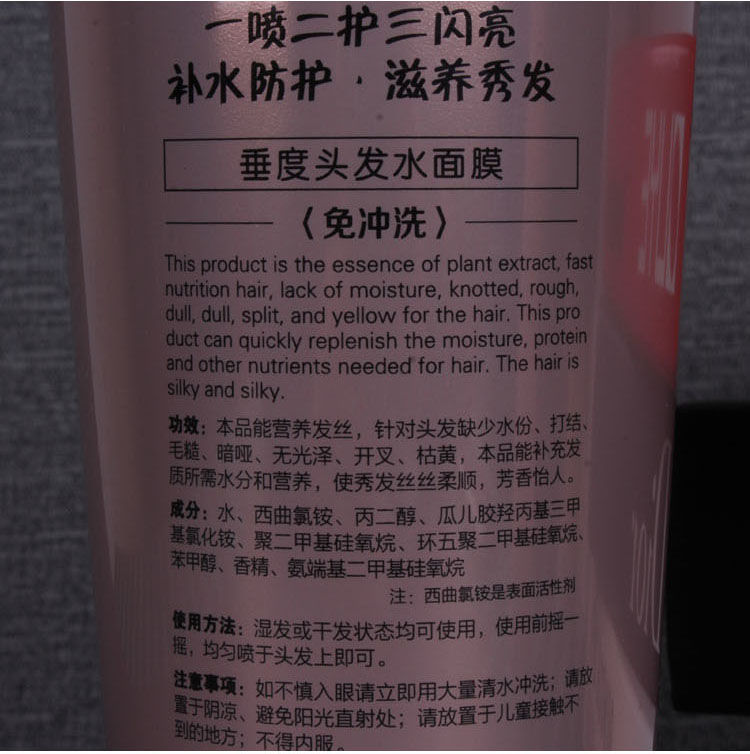 一喷二护三闪亮
补水防护·滋养秀发
垂度头发水面膜
〈免冲洗〉
This product is the essence of plant extract, fast
nutrition hair, lack of moisture, knotted, rough,
dull, dull, split, and yellow for the hair. This pro
duct can quickly replenish the moisture, protein
and other nutrients needed for hair. The hair is
silky and silky.
功效：本品能营养发丝，针对头发缺少水份、打结、
毛糙、暗哑、无光泽、开叉、枯黄，本品能补充发
质所需水分和营养，使秀发丝丝柔顺，芳香怡人。
成分：水、西曲氯铵、丙二醇、瓜儿胶羟丙基三甲
基氯化铵、聚二甲基硅氧烷、环五聚二甲基硅氧烷、
苯甲醇、香精、氨端基二甲基硅氧烷
注：西曲氯铵是表面活性剂
使用方法：湿发或干发状态均可使用，使用前摇一
摇，均匀喷于头发上即可。
注意事项：如不慎入眼请立即用大量清水冲洗；请放
置于阴凉、避免阳光直射处；请放置于儿童接触不
到的地方；不得内服。